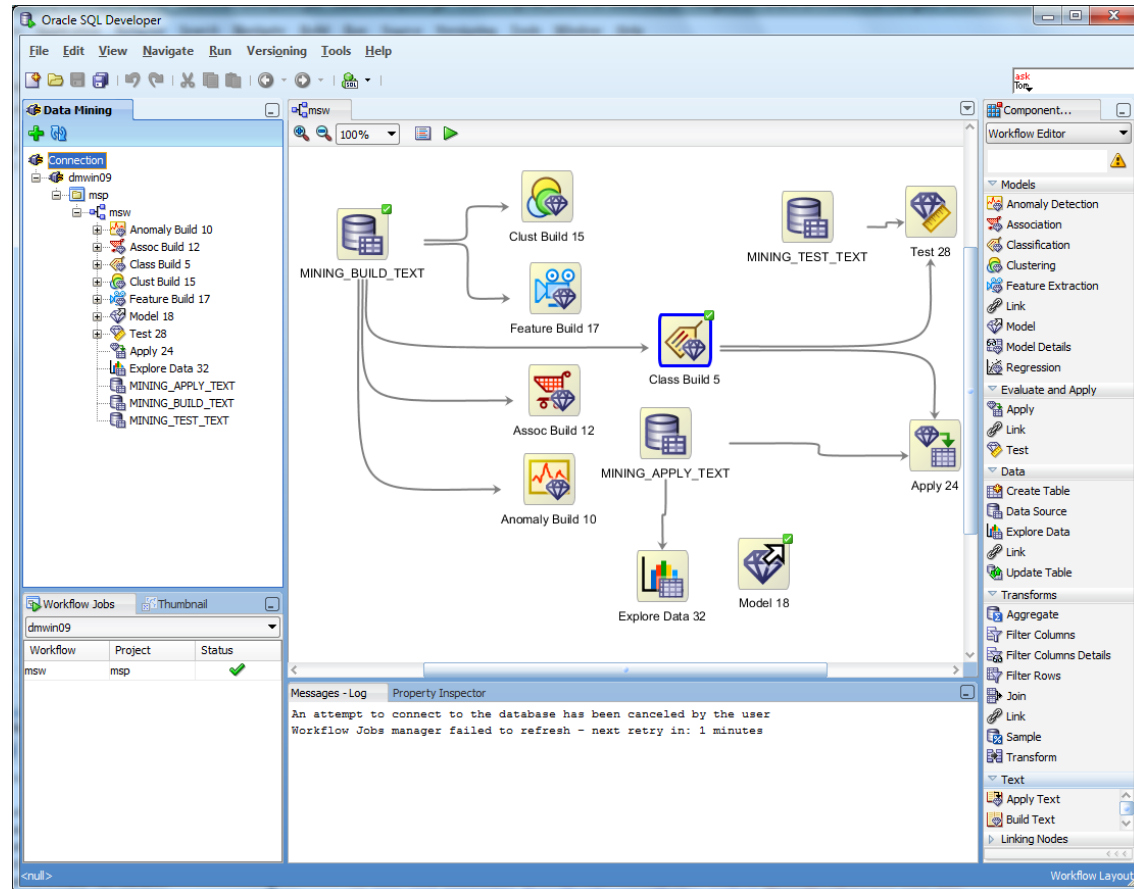 Oracle SQL Developer
File Edit View Navigate Run Versioning Tools Help
ask
Tom
Data Mining
Connection
dmwin09
msp
msw
Anomaly Build 10
Assoc Build 12
Class Build 5
Clust Build 15
Feature Build 17
Model 18
Test 28
Apply 24
Explore Data 32
MINING_APPLY_TEXT
MINING_BUILD_TEXT
MINING_TEST_TEXT
Workflow Jobs Thumbnail
dmwin09
Workflow Project Status
msw msp
msw
100%
MINING_BUILD_TEXT
Clust Build 15
Feature Build 17
MINING_TEST_TEXT
Test 28
Class Build 5
Assoc Build 12
MINING_APPLY_TEXT
Apply 24
Anomaly Build 10
Explore Data 32
Model 18
Messages - Log Property Inspector
An attempt to connect to the database has been canceled by the user
Workflow Jobs manager failed to refresh - next retry in: 1 minutes
Component...
Workflow Editor
Models
Anomaly Detection
Association
Classification
Clustering
Feature Extraction
Link
Model
Model Details
Regression
Evaluate and Apply
Apply
Link
Test
Data
Create Table
Data Source
Explore Data
Link
Update Table
Transforms
Aggregate
Filter Columns
Filter Columns Details
Filter Rows
Join
Link
Sample
Transform
Text
Apply Text
Build Text
Linking Nodes
<null>
Workflow Layout